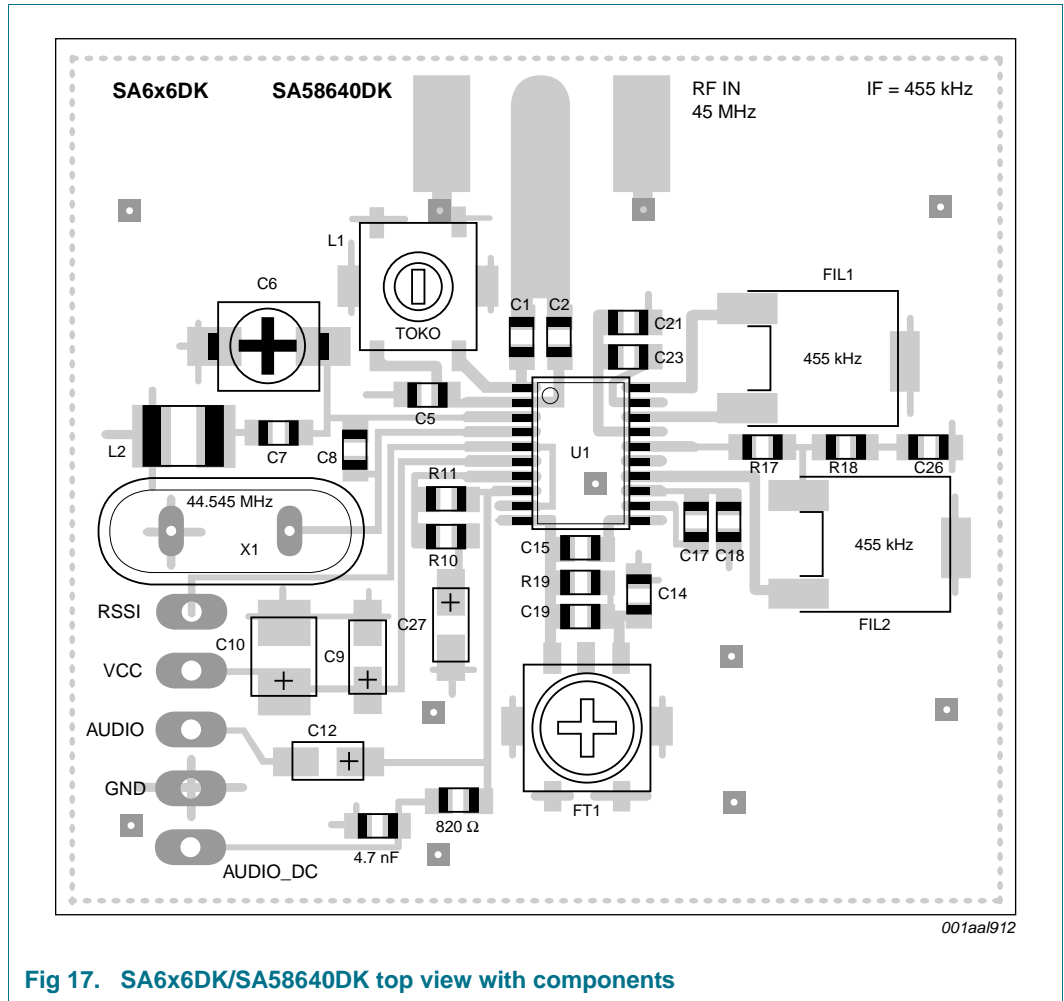 SA6x6DK SA58640DK RF IN IF = 455 kHz
45 MHz
L1
C6
FIL1
C1 C2
C21
TOKO
C23
455 kHz
C5
L2
C7
C8
U1
R17 R18 C26
R11
44.545 MHz
X1
R10
C15
C17 C18
455 kHz
R19
C14
RSSI
C27
C19
FIL2
C10
C9
VCC
AUDIO
C12
GND
FT1
820 Ω
4.7 nF
AUDIO_DC
001aal912
Fig 17. SA6x6DK/SA58640DK top view with components